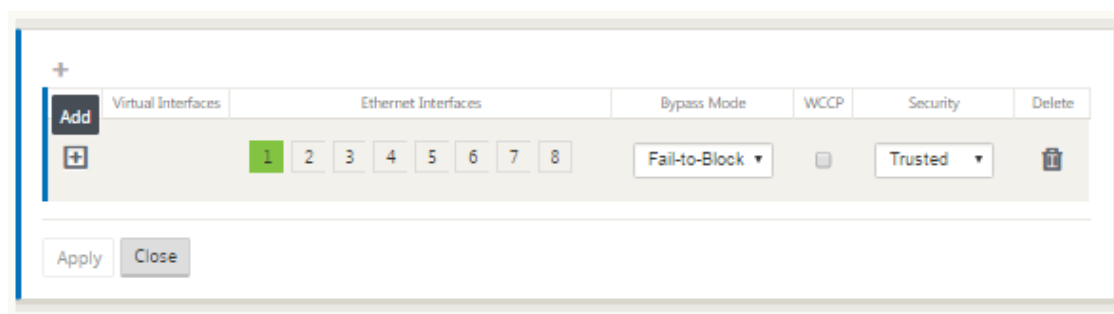 +
Add Virtual Interfaces Ethernet Interfaces Bypass Mode WCCP Security Delete
1 2 3 4 5 6 7 8 Fail-to-Block Trusted
Apply Close